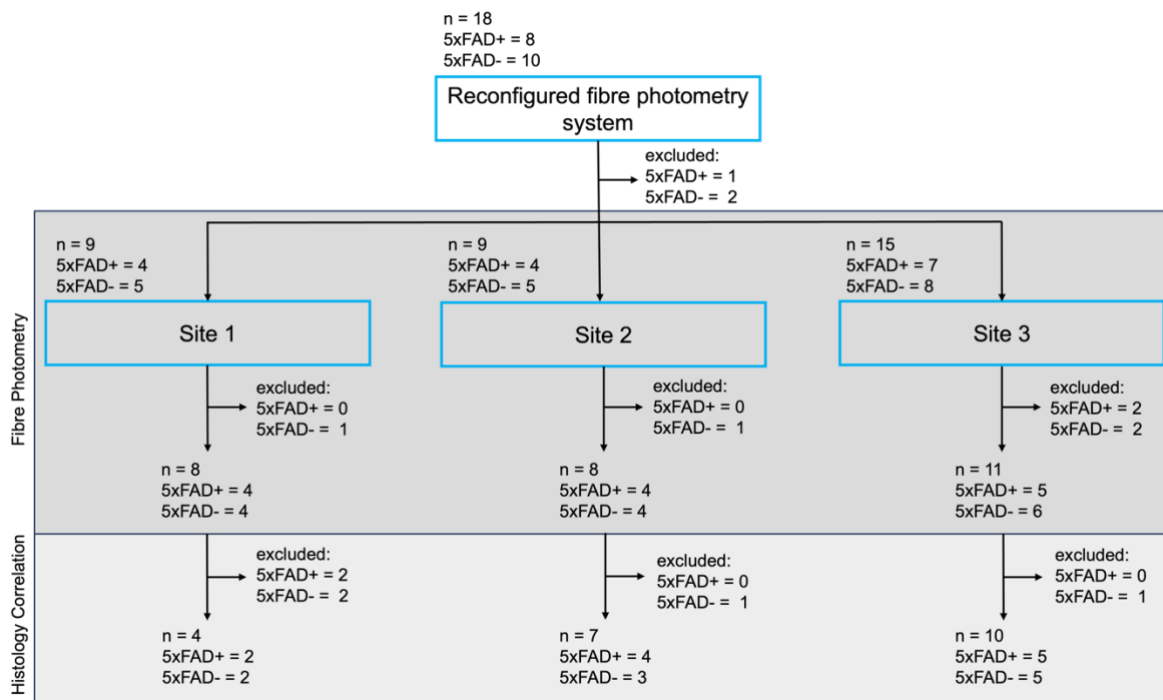 n = 18
5xFAD+ = 8
5xFAD- = 10
Reconfigured fibre photometry
system
excluded:
5xFAD+ = 1
5xFAD- = 2
Fibre Photometry
n = 9
5xFAD+ = 4
5xFAD- = 5
Site 1
excluded:
5xFAD+ = 0
5xFAD- = 1
n = 8
5xFAD+ = 4
5xFAD- = 4
n = 9
5xFAD+ = 4
5xFAD- = 5
Site 2
excluded:
5xFAD+ = 0
5xFAD- = 1
n = 8
5xFAD+ = 4
5xFAD- = 4
n = 15
5xFAD+ = 7
5xFAD- = 8
Site 3
excluded:
5xFAD+ = 2
5xFAD- = 2
n = 11
5xFAD+ = 5
5xFAD- = 6
Histology Correlation
excluded:
5xFAD+ = 2
5xFAD- = 2
n = 4
5xFAD+ = 2
5xFAD- = 2
excluded:
5xFAD+ = 0
5xFAD- = 1
n = 7
5xFAD+ = 4
5xFAD- = 3
excluded:
5xFAD+ = 0
5xFAD- = 1
n = 10
5xFAD+ = 5
5xFAD- = 5